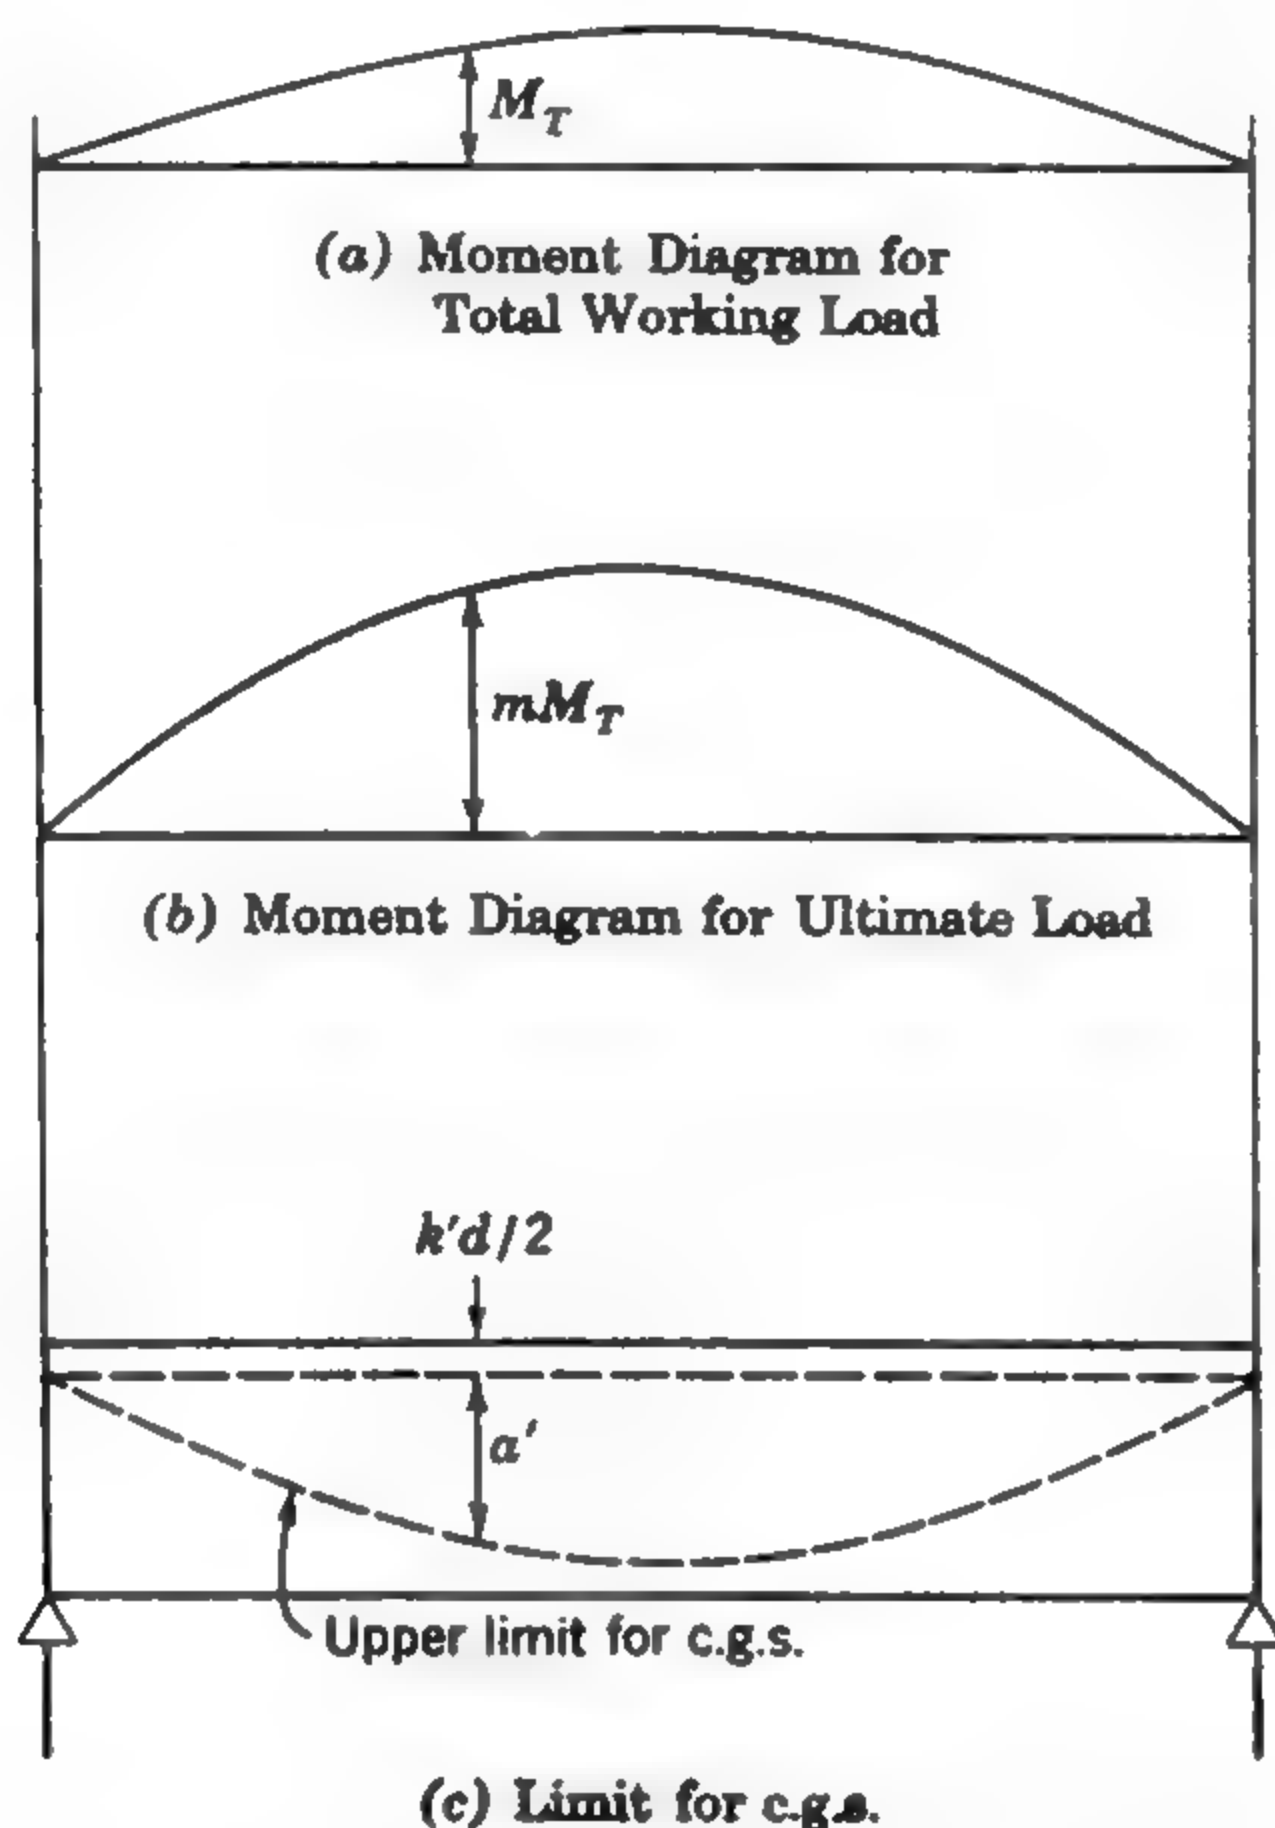 M_T
(a) Moment Diagram for
Total Working Load
mM_T
(b) Moment Diagram for Ultimate Load
k'd/2
a'
Upper limit for c.g.s.
(c) Limit for c.g.s.